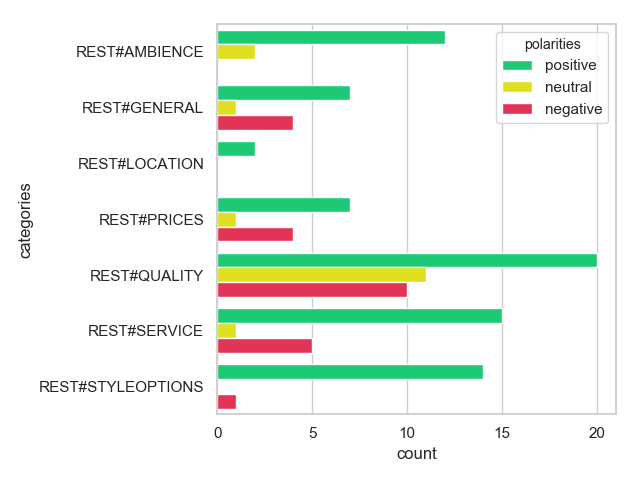 polarities
positive
neutral
negative
categories
REST#AMBIENCE
REST#GENERAL
REST#LOCATION
REST#PRICES
REST#QUALITY
REST#SERVICE
REST#STYLEOPTIONS
0 5 10 15 20
count